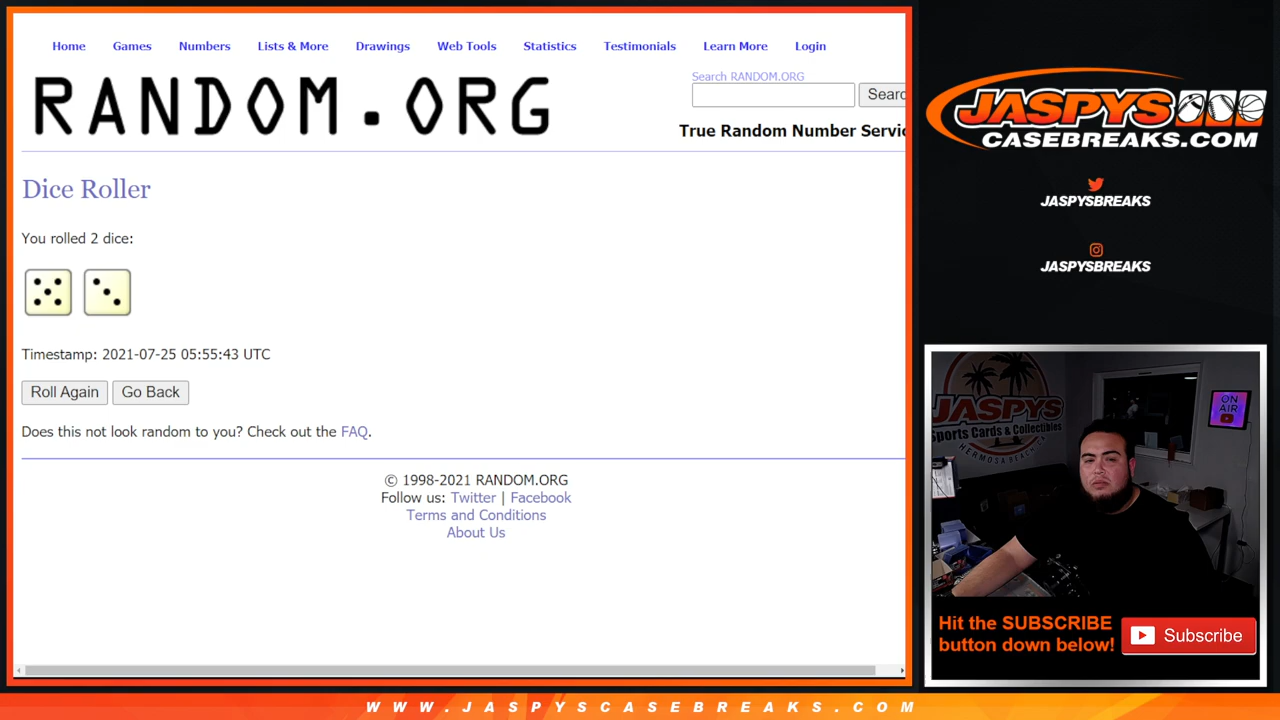 Home Games Numbers Lists & More Drawings Web Tools Statistics Testimonials Learn More Login
Search RANDOM.ORG
RANDOM.ORG
Searc
True Random Number Servic
Dice Roller
You rolled 2 dice:
Timestamp: 2021-07-25 05:55:43 UTC
Roll Again Go Back
Does this not look random to you? Check out the FAQ.
© 1998-2021 RANDOM.ORG
Follow us: Twitter | Facebook
Terms and Conditions
About Us
JASPYS
CASEBREAKS.COM
JASPYSBREAKS
JASPYSBREAKS
JASPYS
Sports Cards & Collectibles
HERMOSA BEACH, CA
ON
AIR
Hit the SUBSCRIBE
button down below!
Subscribe
WWW.JASPYSCASEBREAKS.COM